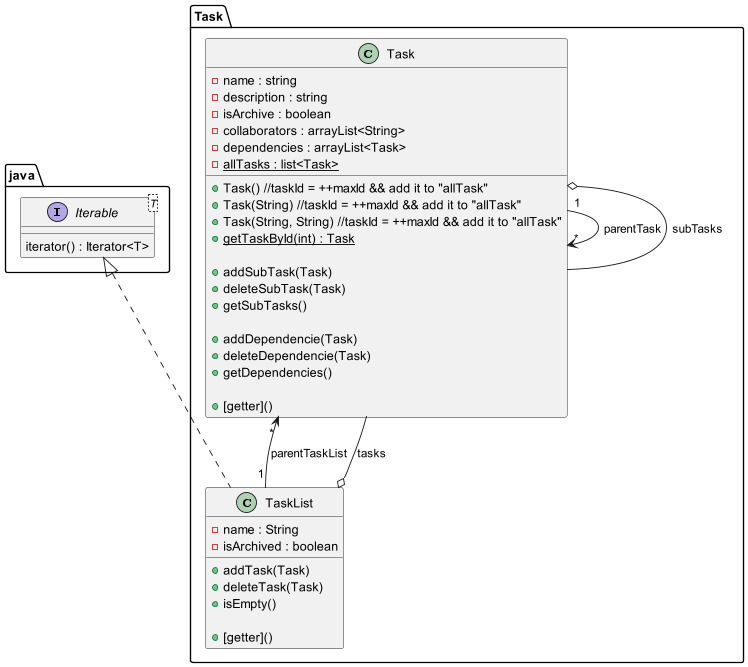 Task
C Task
name : string
description : string
isArchive : boolean
collaborators : arrayList<String>
dependencies : arrayList<Task>
allTasks : list<Task>
Task() //taskId = ++maxId && add it to "allTask"
Task(String) //taskId = ++maxId && add it to "allTask"
Task(String, String) //taskId = ++maxId && add it to "allTask"
getTaskById(int) : Task
addSubTask(Task)
deleteSubTask(Task)
getSubTasks()
addDependencie(Task)
deleteDependencie(Task)
getDependencies()
[getter]()
1
parentTask
*
subTasks
java
I Iterable
T
iterator() : Iterator<T>
*
parentTaskList
1
tasks
C TaskList
name : String
isArchived : boolean
addTask(Task)
deleteTask(Task)
isEmpty()
[getter]()